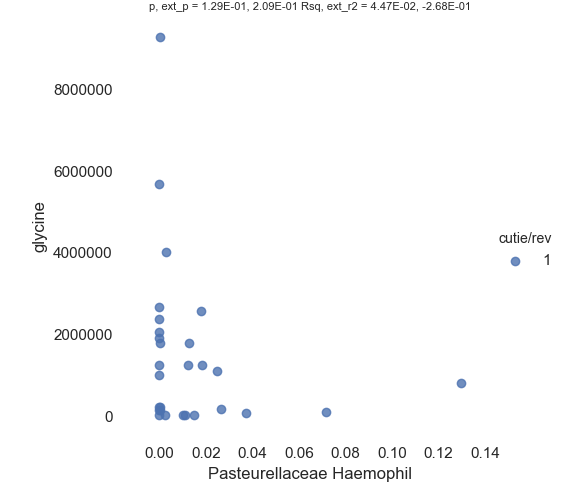 p, ext_p = 1.29E-01, 2.09E-01 Rsq, ext_r2 = 4.47E-02, -2.68E-01
8000000
6000000
4000000
2000000
0
glycine
cutie/rev
1
0.00 0.02 0.04 0.06 0.08 0.10 0.12 0.14
Pasteurellaceae Haemophil